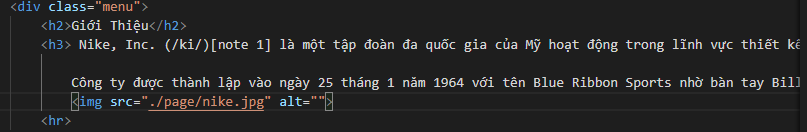 <div class="menu">
<h2>Giới Thiệu</h2>
<h3> Nike, Inc. (/ki/)[note 1] là một tập đoàn đa quốc gia của Mỹ hoạt động trong lĩnh vực thiết kế
Công ty được thành lập vào ngày 25 tháng 1 năm 1964 với tên Blue Ribbon Sports nhờ bàn tay Bill
<img src="./page/nike.jpg" alt="">
<hr>